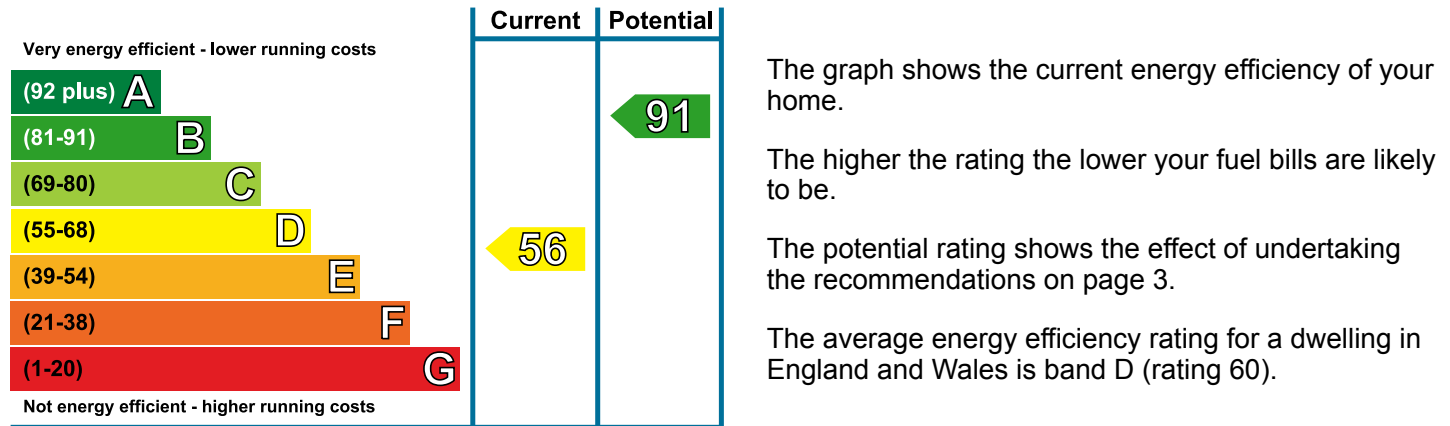 Current Potential
Very energy efficient - lower running costs
(92 plus) A
(81-91) B
(69-80) C
(55-68) D
(39-54) E
(21-38) F
(1-20) G
Not energy efficient - higher running costs
91
56
The graph shows the current energy efficiency of your
home.
The higher the rating the lower your fuel bills are likely
to be.
The potential rating shows the effect of undertaking
the recommendations on page 3.
The average energy efficiency rating for a dwelling in
England and Wales is band D (rating 60).